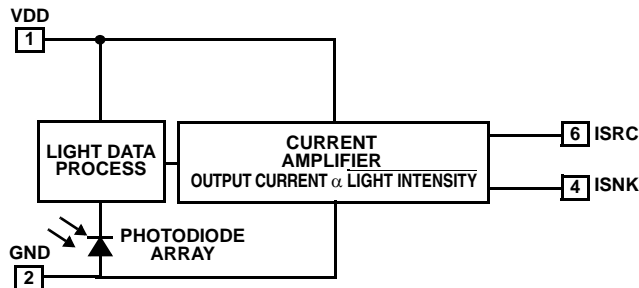 VDD
1
LIGHT DATA
PROCESS
CURRENT
AMPLIFIER
OUTPUT CURRENT α LIGHT INTENSITY
6 ISRC
4 ISNK
PHOTODIODE
ARRAY
GND
2